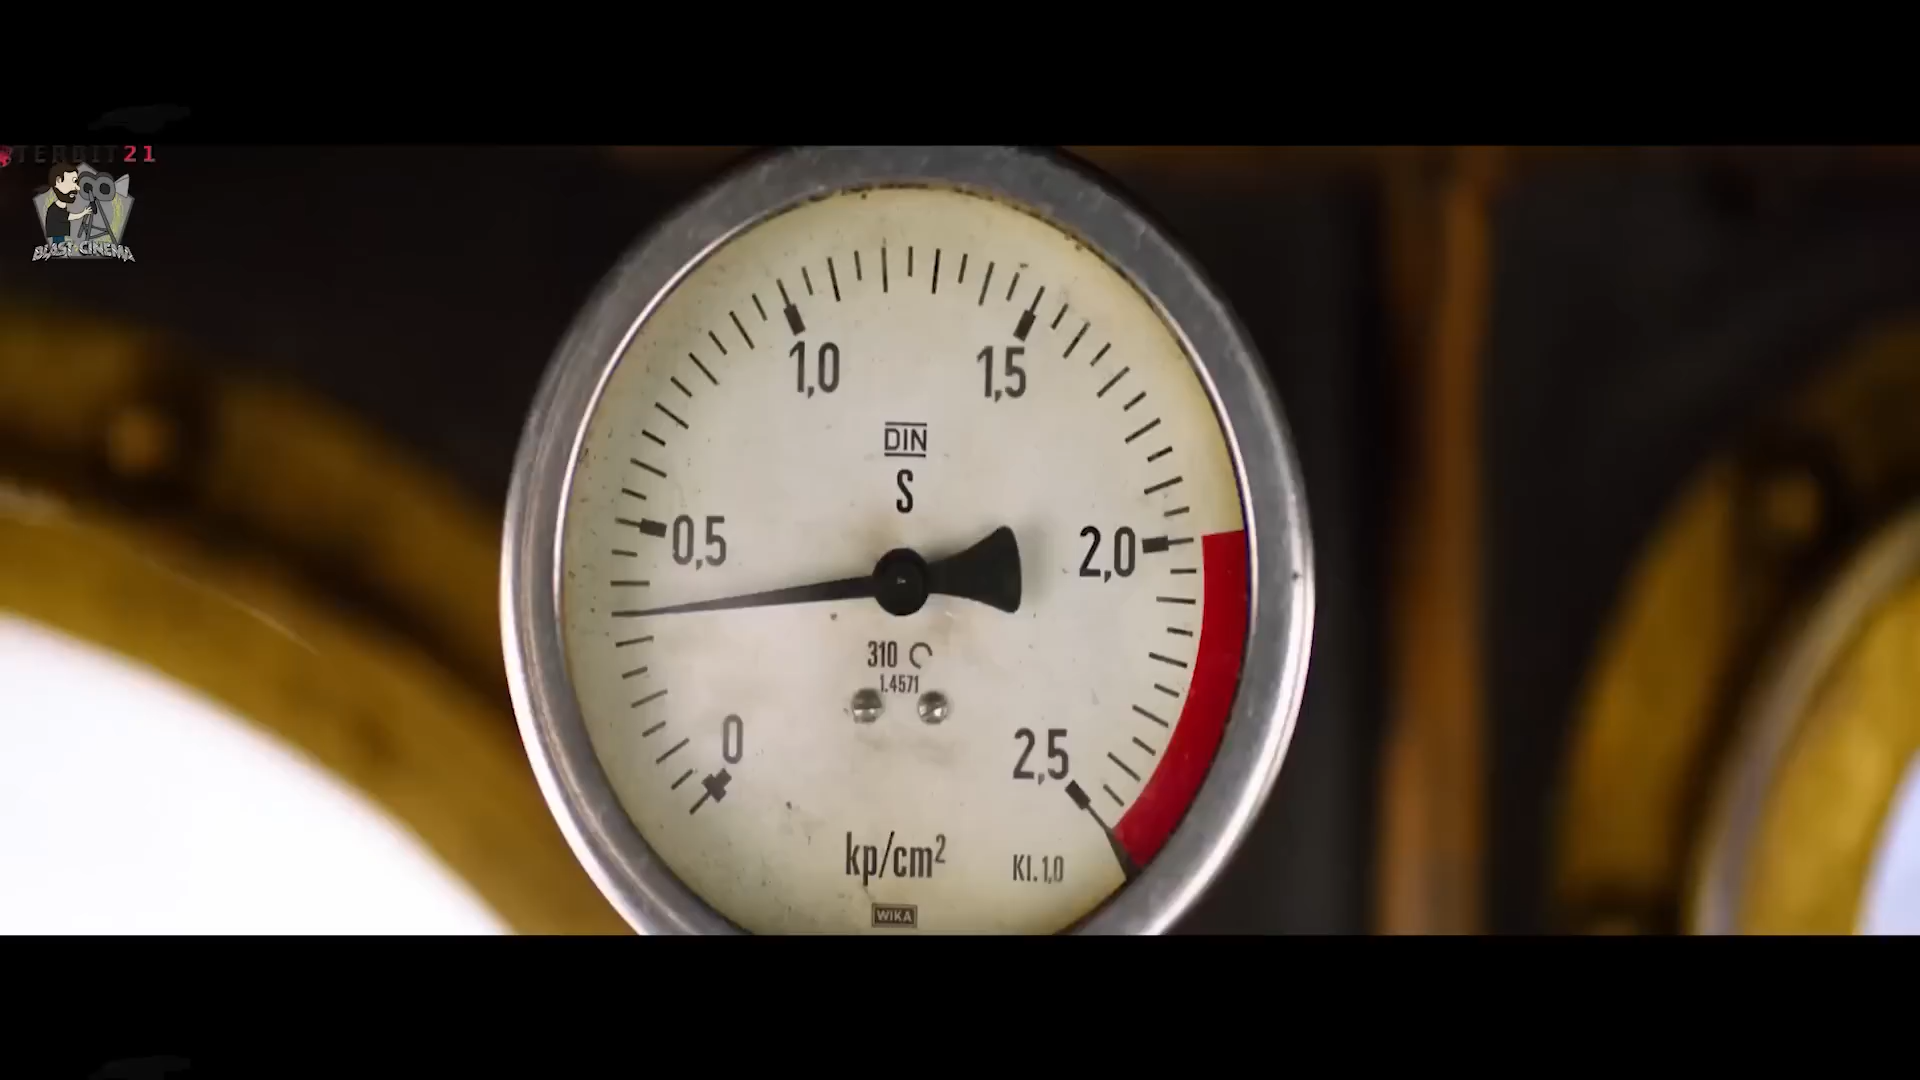 TERBIT21
BLAST CINEMA
1,0
1,5
DIN
S
0,5
2,0
310
1.4571
0
2,5
kp/cm²
Kl. 1,0
WIKA